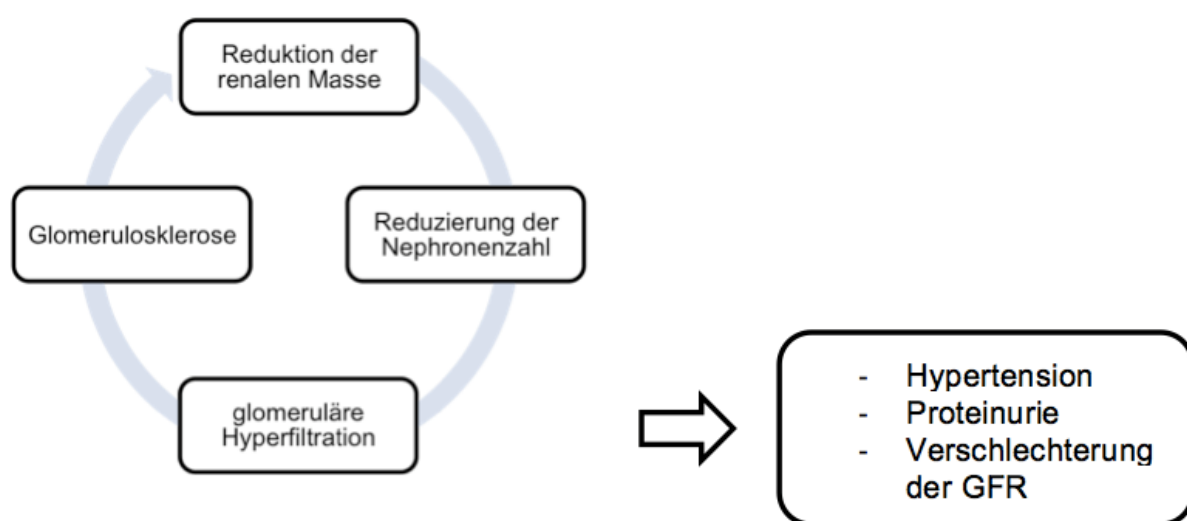 Reduktion der
renalen Masse
Glomerulosklerose
Reduzierung der
Nephronenzahl
glomeruläre
Hyperfiltration
- Hypertension
- Proteinurie
- Verschlechterung
der GFR